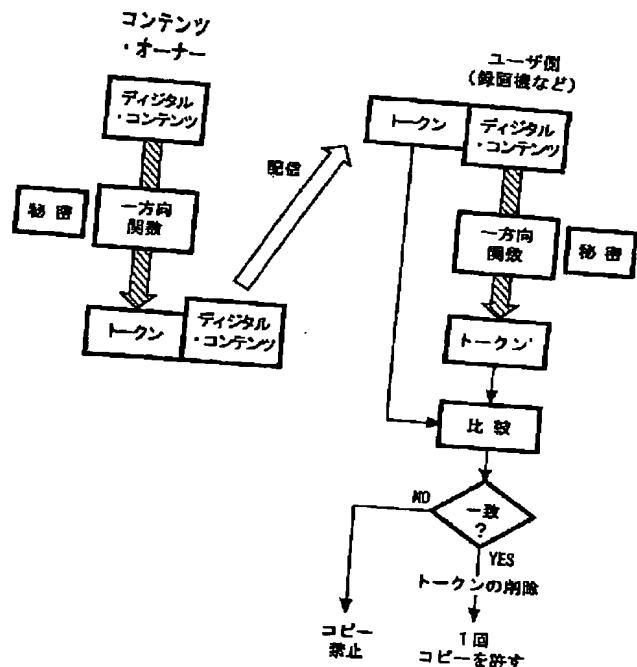 コンテンツ
・オーナー
ディジタル
・コンテンツ
秘密
一方向
関数
トークン
ディジタル
・コンテンツ
配信
ユーザ側
(録画機など)
トークン
ディジタル
・コンテンツ
一方向
関数
秘密
トークン'
比較
一致
?
NO
YES
トークンの削除
コピー
禁止
1回
コピーを許す